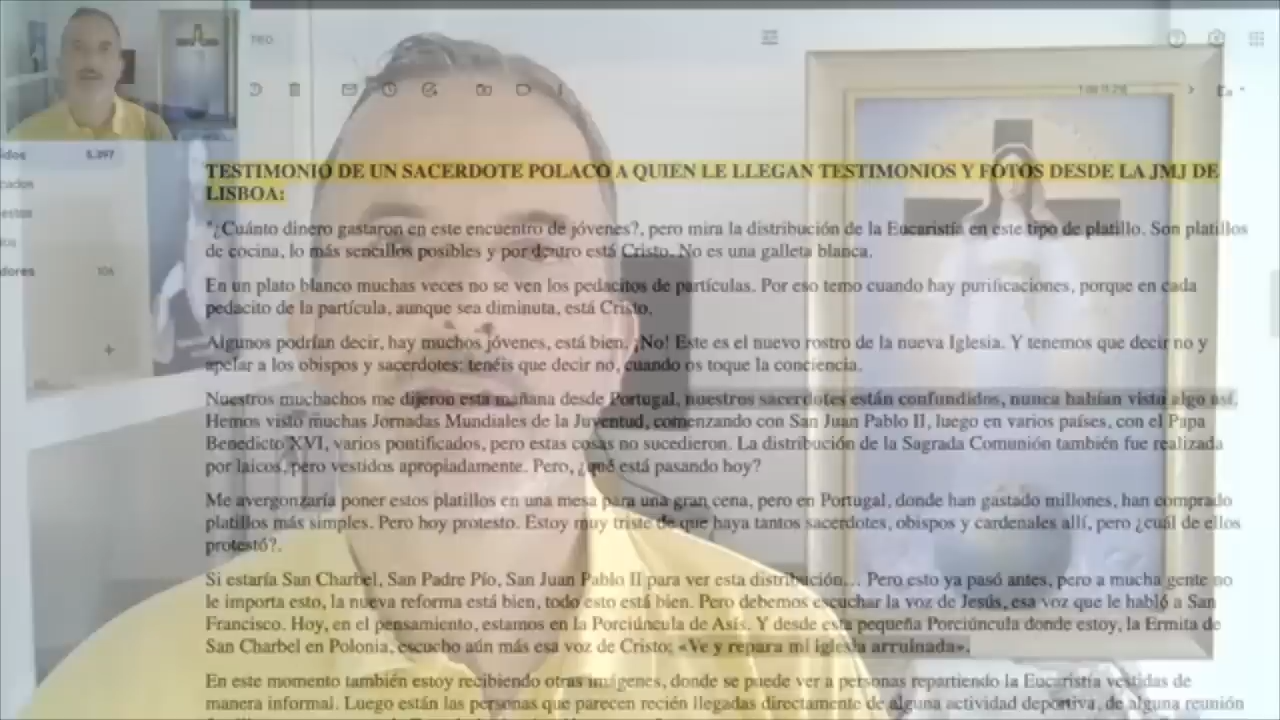 TEO
1 de 11.216
idos 5.397
cados
estos
dores 106
TESTIMONIO DE UN SACERDOTE POLACO A QUIEN LE LLEGAN TESTIMONIOS Y FOTOS DESDE LA JMJ DE
LISBOA:
"¿Cuánto dinero gastaron en este encuentro de jóvenes?, pero mira la distribución de la Eucaristía en este tipo de platillo. Son platillos
de cocina, lo más sencillos posibles y por dentro está Cristo. No es una galleta blanca.
En un plato blanco muchas veces no se ven los pedacitos de partículas. Por eso temo cuando hay purificaciones, porque en cada
pedacito de la partícula, aunque sea diminuta, está Cristo.
Algunos podrían decir, hay muchos jóvenes, está bien. ¡No! Este es el nuevo rostro de la nueva Iglesia. Y tenemos que decir no y
apelar a los obispos y sacerdotes: tenéis que decir no, cuando os toque la conciencia.
Nuestros muchachos me dijeron esta mañana desde Portugal, nuestros sacerdotes están confundidos, nunca habían visto algo así.
Hemos visto muchas Jornadas Mundiales de la Juventud, comenzando con San Juan Pablo II, luego en varios países, con el Papa
Benedicto XVI, varios pontificados, pero estas cosas no sucedieron. La distribución de la Sagrada Comunión también fue realizada
por laicos, pero vestidos apropiadamente. Pero, ¿qué está pasando hoy?
Me avergonzaría poner estos platillos en una mesa para una gran cena, pero en Portugal, donde han gastado millones, han comprado
platillos más simples. Pero hoy protesto. Estoy muy triste de que haya tantos sacerdotes, obispos y cardenales allí, pero ¿cuál de ellos
protestó?.
Si estaría San Charbel, San Padre Pío, San Juan Pablo II para ver esta distribución… Pero esto ya pasó antes, pero a mucha gente no
le importa esto, la nueva reforma está bien, todo esto está bien. Pero debemos escuchar la voz de Jesús, esa voz que le habló a San
Francisco. Hoy, en el pensamiento, estamos en la Porciúncula de Asís. Y desde esta pequeña Porciúncula donde estoy, la Ermita de
San Charbel en Polonia, escucho aún más esa voz de Cristo: «Ve y repara mi iglesia arruinada».
En este momento también estoy recibiendo otras imágenes, donde se puede ver a personas repartiendo la Eucaristía vestidas de
manera informal. Luego están las personas que parecen recién llegadas directamente de alguna actividad deportiva, de alguna reunión